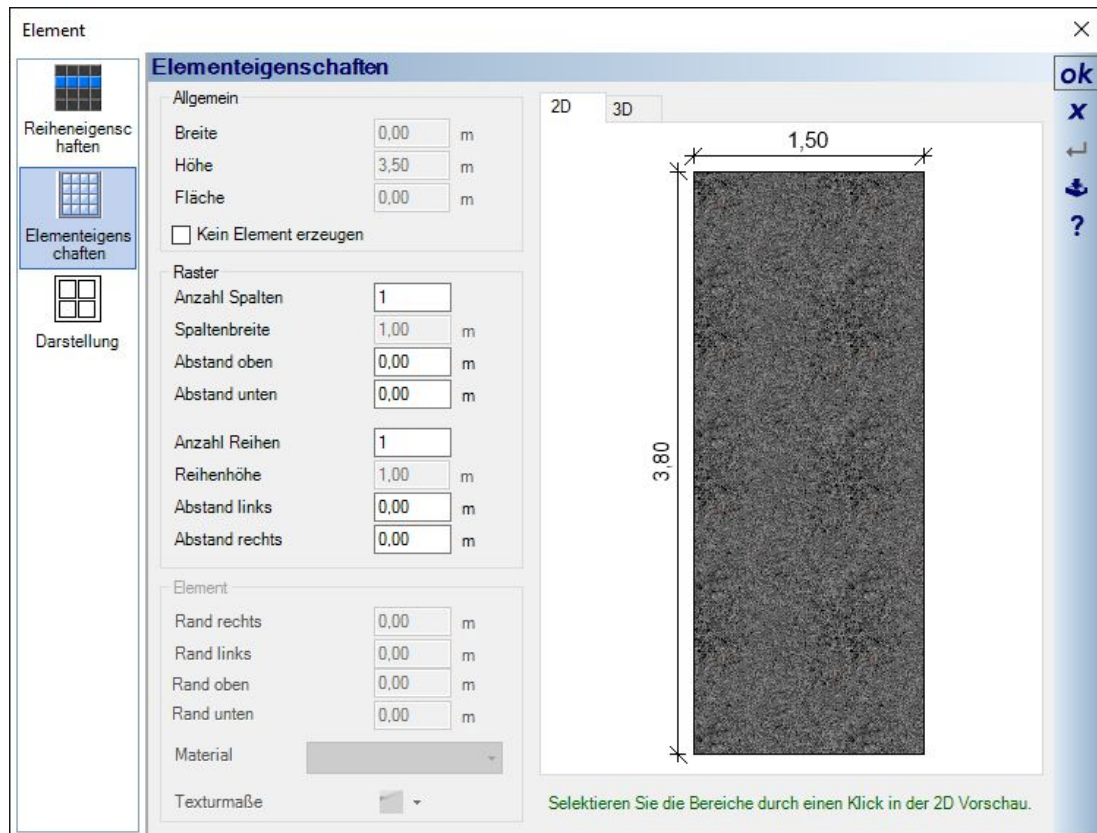 Element
Reiheneigensc
haften
Elementeigens
chaften
Darstellung
Elementeigenschaften
Allgemein
Breite 0,00 m
Höhe 3,50 m
Fläche 0,00 m
Kein Element erzeugen
Raster
Anzahl Spalten 1
Spaltenbreite 1,00 m
Abstand oben 0,00 m
Abstand unten 0,00 m
Anzahl Reihen 1
Reihenhöhe 1,00 m
Abstand links 0,00 m
Abstand rechts 0,00 m
Element
Rand rechts 0,00 m
Rand links 0,00 m
Rand oben 0,00 m
Rand unten 0,00 m
Material
Texturmaße
2D 3D
1,50
3,80
Selektieren Sie die Bereiche durch einen Klick in der 2D Vorschau.
ok
x
?